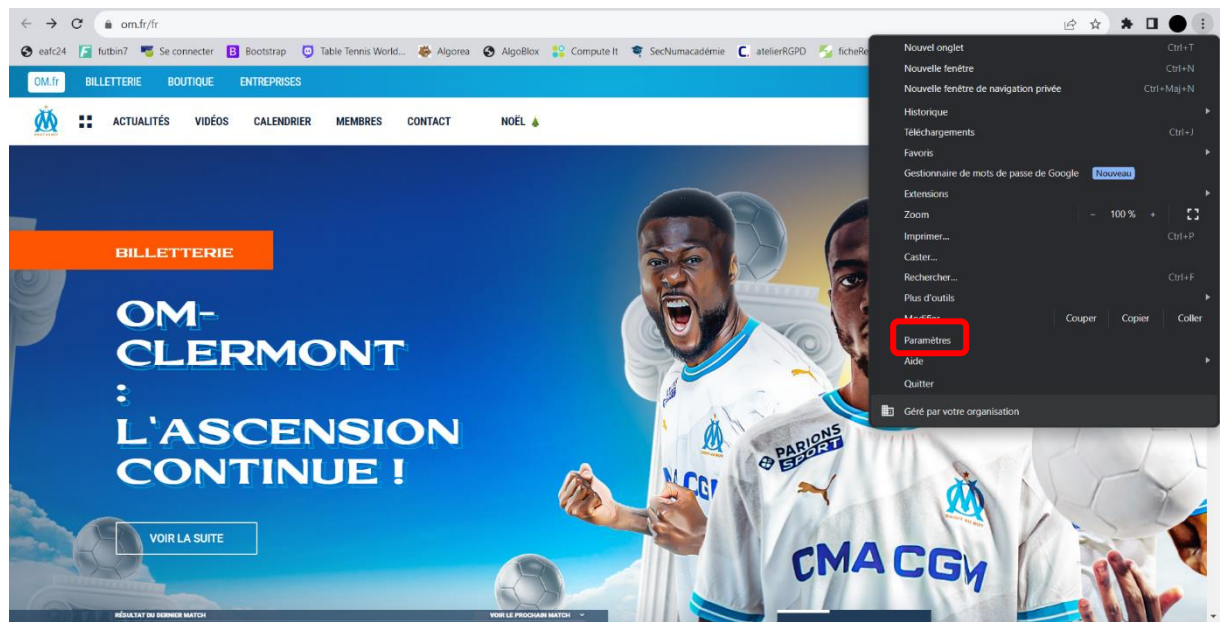 om.fr/fr
eafc24 futbin7 Se connecter B Bootstrap Table Tennis World... Algorea AlgoBlox Compute It SecNumacadémie C. atelierRGPD ficheRe
OM.fr BILLETTERIE BOUTIQUE ENTREPRISES
ACTUALITÉS VIDÉOS CALENDRIER MEMBRES CONTACT NOËL
BILLETTERIE
OM-
CLERMONT
:
L'ASCENSION
CONTINUE !
VOIR LA SUITE
RÉSULTAT DU DERNIER MATCH VOIR LE PROCHAIN MATCH
PARIONS
SPORT
CMA CGM
Nouvel onglet Ctrl+T
Nouvelle fenêtre Ctrl+N
Nouvelle fenêtre de navigation privée Ctrl+Maj+N
Historique
Téléchargements Ctrl+J
Favoris
Gestionnaire de mots de passe de Google Nouveau
Extensions
Zoom - 100 % +
Imprimer... Ctrl+P
Caster...
Rechercher... Ctrl+F
Plus d'outils
Modifier Couper Copier Coller
Paramètres
Aide
Quitter
Géré par votre organisation